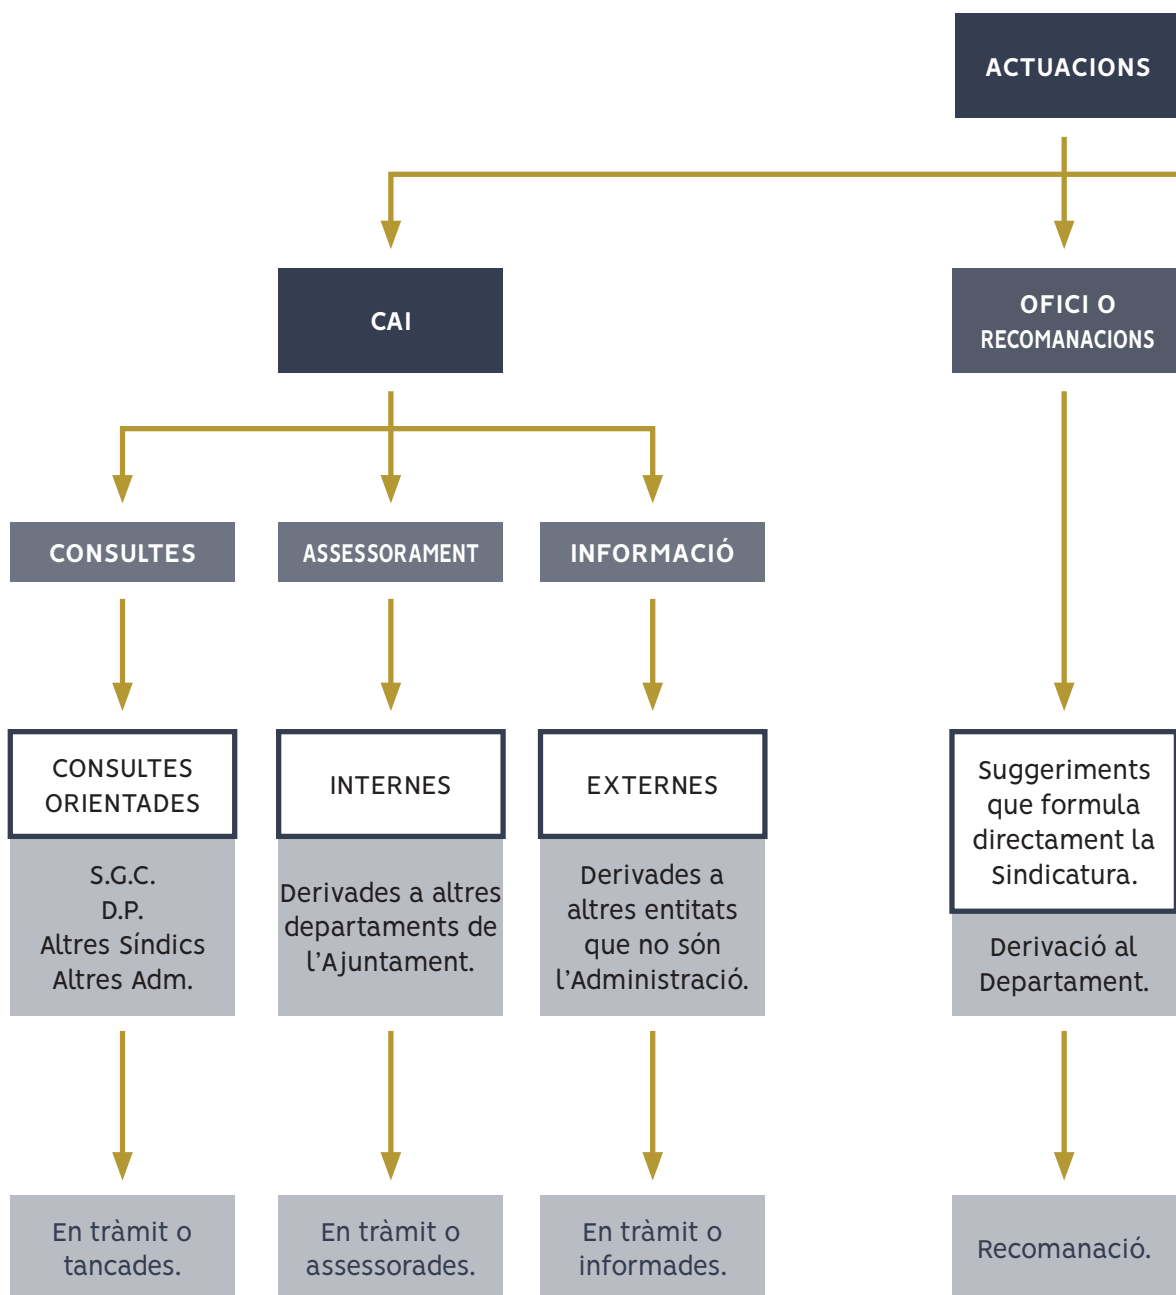 ACTUACIONS
CAI
OFICI O
RECOMANACIONS
CONSULTES
ASSESSORAMENT
INFORMACIÓ
CONSULTES
ORIENTADES
S.G.C.
D.P.
Altres Síndics
Altres Adm.
INTERNES
Derivades a altres
departaments de
l’Ajuntament.
EXTERNES
Derivades a
altres entitats
que no són
l’Administració.
Suggeriments
que formula
directament la
Sindicatura.
Derivació al
Departament.
En tràmit o
tancades.
En tràmit o
assessorades.
En tràmit o
informades.
Recomanació.